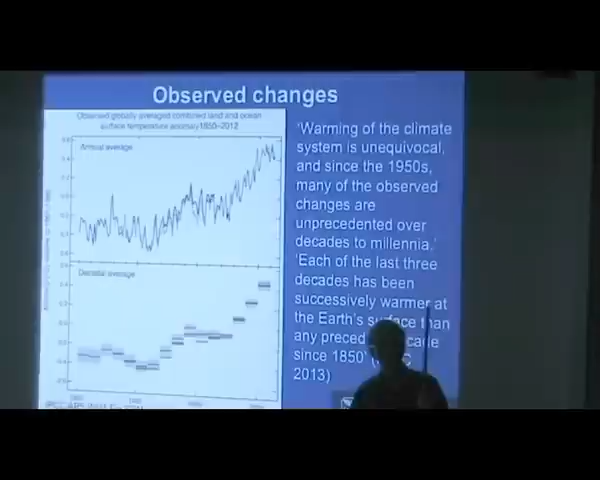 Observed changes
Observed globally averaged combined land and ocean
surface temperature anomaly 1850–2012
Annual average
Decadal average
'Warming of the climate
system is unequivocal,
and since the 1950s,
many of the observed
changes are
unprecedented over
decades to millennia.'
'Each of the last three
decades has been
successively warmer at
the Earth's surface than
any preced
since 1850'
2013)